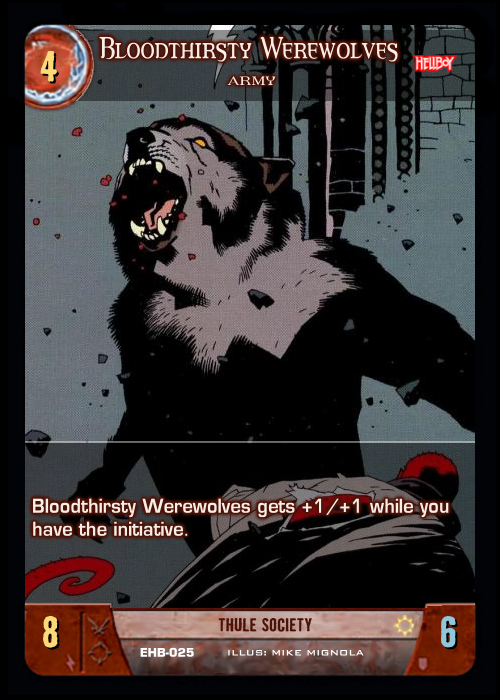 4
BLOODTHIRSTY WEREWOLVES
HELLBOY
ARMY
Bloodthirsty Werewolves gets +1/+1 while you
have the initiative.
8
THULE SOCIETY
6
EHB-025 ILLUS: MIKE MIGNOLA